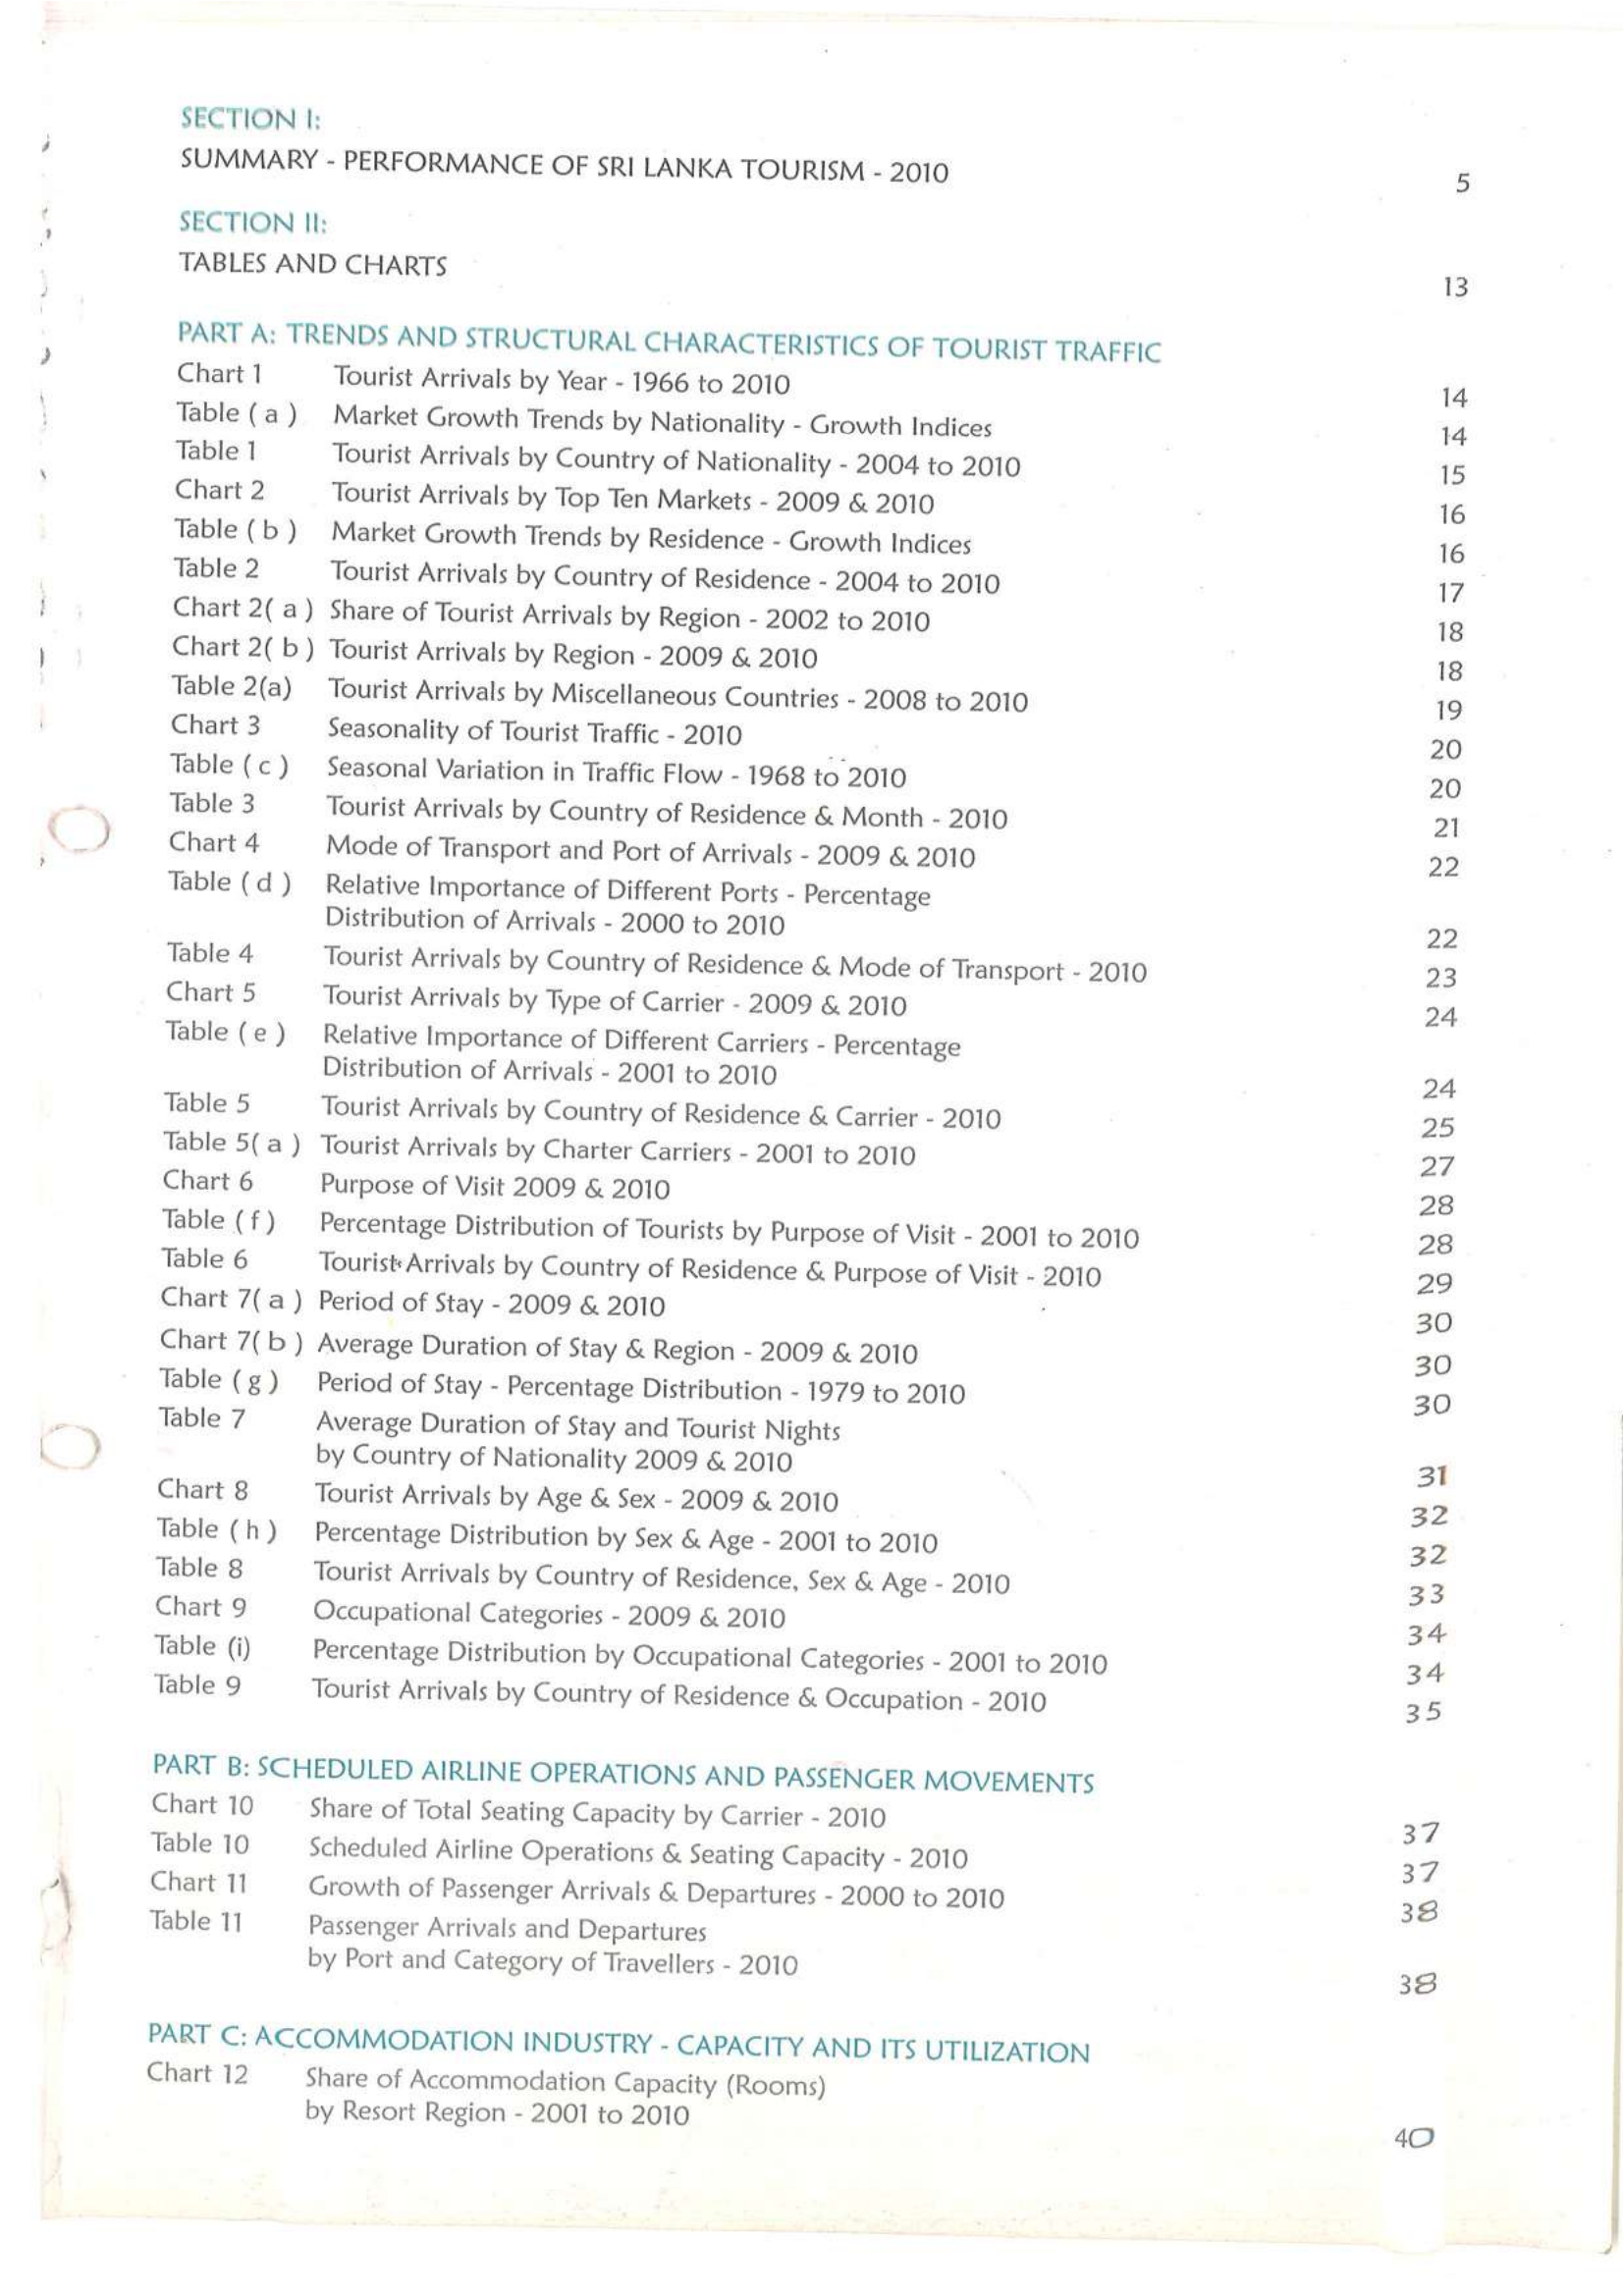 SECTION I:
SUMMARY - PERFORMANCE OF SRI LANKA TOURISM - 2010 5
SECTION II:
TABLES AND CHARTS 13
PART A: TRENDS AND STRUCTURAL CHARACTERISTICS OF TOURIST TRAFFIC
Chart 1 Tourist Arrivals by Year - 1966 to 2010 14
Table ( a ) Market Growth Trends by Nationality - Growth Indices 14
Table 1 Tourist Arrivals by Country of Nationality - 2004 to 2010 15
Chart 2 Tourist Arrivals by Top Ten Markets - 2009 & 2010 16
Table ( b ) Market Growth Trends by Residence - Growth Indices 16
Table 2 Tourist Arrivals by Country of Residence - 2004 to 2010 17
Chart 2( a ) Share of Tourist Arrivals by Region - 2002 to 2010 18
Chart 2( b ) Tourist Arrivals by Region - 2009 & 2010 18
Table 2(a) Tourist Arrivals by Miscellaneous Countries - 2008 to 2010 19
Chart 3 Seasonality of Tourist Traffic - 2010 20
Table ( c ) Seasonal Variation in Traffic Flow - 1968 to 2010 20
Table 3 Tourist Arrivals by Country of Residence & Month - 2010 21
Chart 4 Mode of Transport and Port of Arrivals - 2009 & 2010 22
Table ( d ) Relative Importance of Different Ports - Percentage
Distribution of Arrivals - 2000 to 2010 22
Table 4 Tourist Arrivals by Country of Residence & Mode of Transport - 2010 23
Chart 5 Tourist Arrivals by Type of Carrier - 2009 & 2010 24
Table ( e ) Relative Importance of Different Carriers - Percentage
Distribution of Arrivals - 2001 to 2010 24
Table 5 Tourist Arrivals by Country of Residence & Carrier - 2010 25
Table 5( a ) Tourist Arrivals by Charter Carriers - 2001 to 2010 27
Chart 6 Purpose of Visit 2009 & 2010 28
Table ( f ) Percentage Distribution of Tourists by Purpose of Visit - 2001 to 2010 28
Table 6 Tourist Arrivals by Country of Residence & Purpose of Visit - 2010 29
Chart 7( a ) Period of Stay - 2009 & 2010 30
Chart 7( b ) Average Duration of Stay & Region - 2009 & 2010 30
Table ( g ) Period of Stay - Percentage Distribution - 1979 to 2010 30
Table 7 Average Duration of Stay and Tourist Nights
by Country of Nationality 2009 & 2010 31
Chart 8 Tourist Arrivals by Age & Sex - 2009 & 2010 32
Table ( h ) Percentage Distribution by Sex & Age - 2001 to 2010 32
Table 8 Tourist Arrivals by Country of Residence, Sex & Age - 2010 33
Chart 9 Occupational Categories - 2009 & 2010 34
Table (i) Percentage Distribution by Occupational Categories - 2001 to 2010 34
Table 9 Tourist Arrivals by Country of Residence & Occupation - 2010 35
PART B: SCHEDULED AIRLINE OPERATIONS AND PASSENGER MOVEMENTS
Chart 10 Share of Total Seating Capacity by Carrier - 2010 37
Table 10 Scheduled Airline Operations & Seating Capacity - 2010 37
Chart 11 Growth of Passenger Arrivals & Departures - 2000 to 2010 38
Table 11 Passenger Arrivals and Departures
by Port and Category of Travellers - 2010 38
PART C: ACCOMMODATION INDUSTRY - CAPACITY AND ITS UTILIZATION
Chart 12 Share of Accommodation Capacity (Rooms)
by Resort Region - 2001 to 2010 40